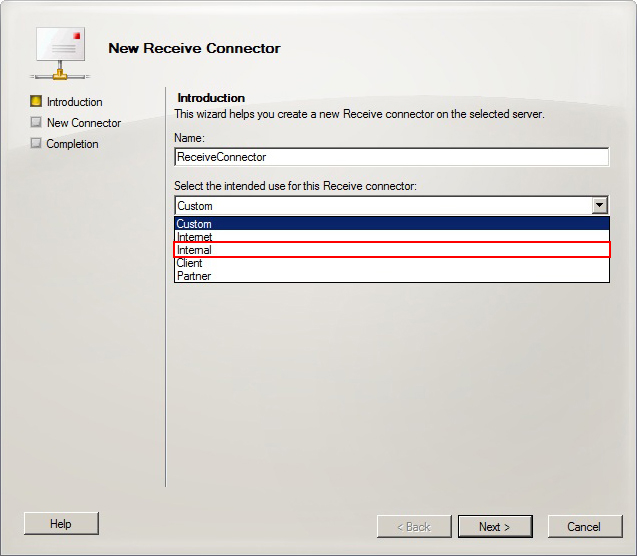 New Receive Connector
Introduction
New Connector
Completion
Introduction
This wizard helps you create a new Receive connector on the selected server.
Name:
ReceiveConnector
Select the intended use for this Receive connector:
Custom
Custom
Internet
Internal
Client
Partner
Help
< Back
Next >
Cancel